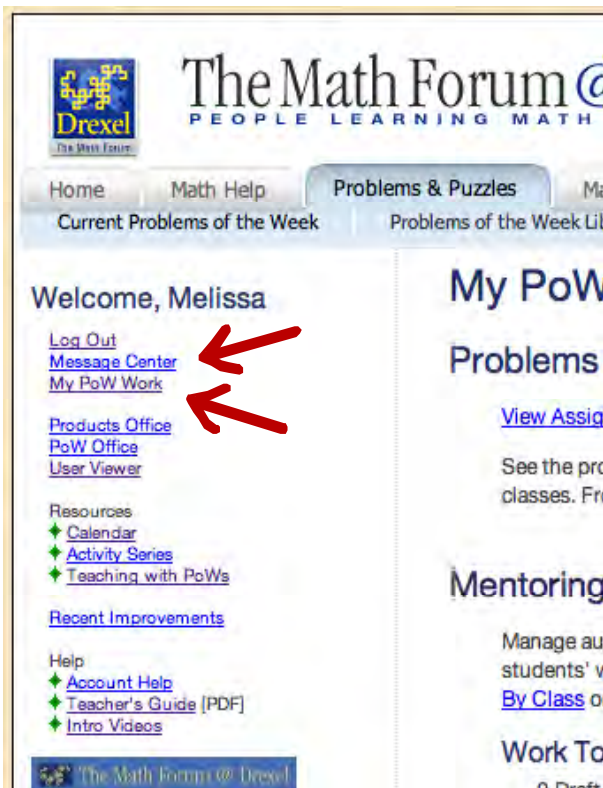 Drexel
The Math Forum
The Math Forum @
PEOPLE LEARNING MATH
Home Math Help Problems & Puzzles Ma
Current Problems of the Week Problems of the Week Li
Welcome, Melissa
Log Out
Message Center
My PoW Work
Products Office
PoW Office
User Viewer
Resources
Calendar
Activity Series
Teaching with PoWs
Recent Improvements
Help
Account Help
Teacher's Guide [PDF]
Intro Videos
The Math Forum @ Drexel
My PoW
Problems
View Assig
See the pro
classes. Fro
Mentoring
Manage au
students' w
By Class o
Work To